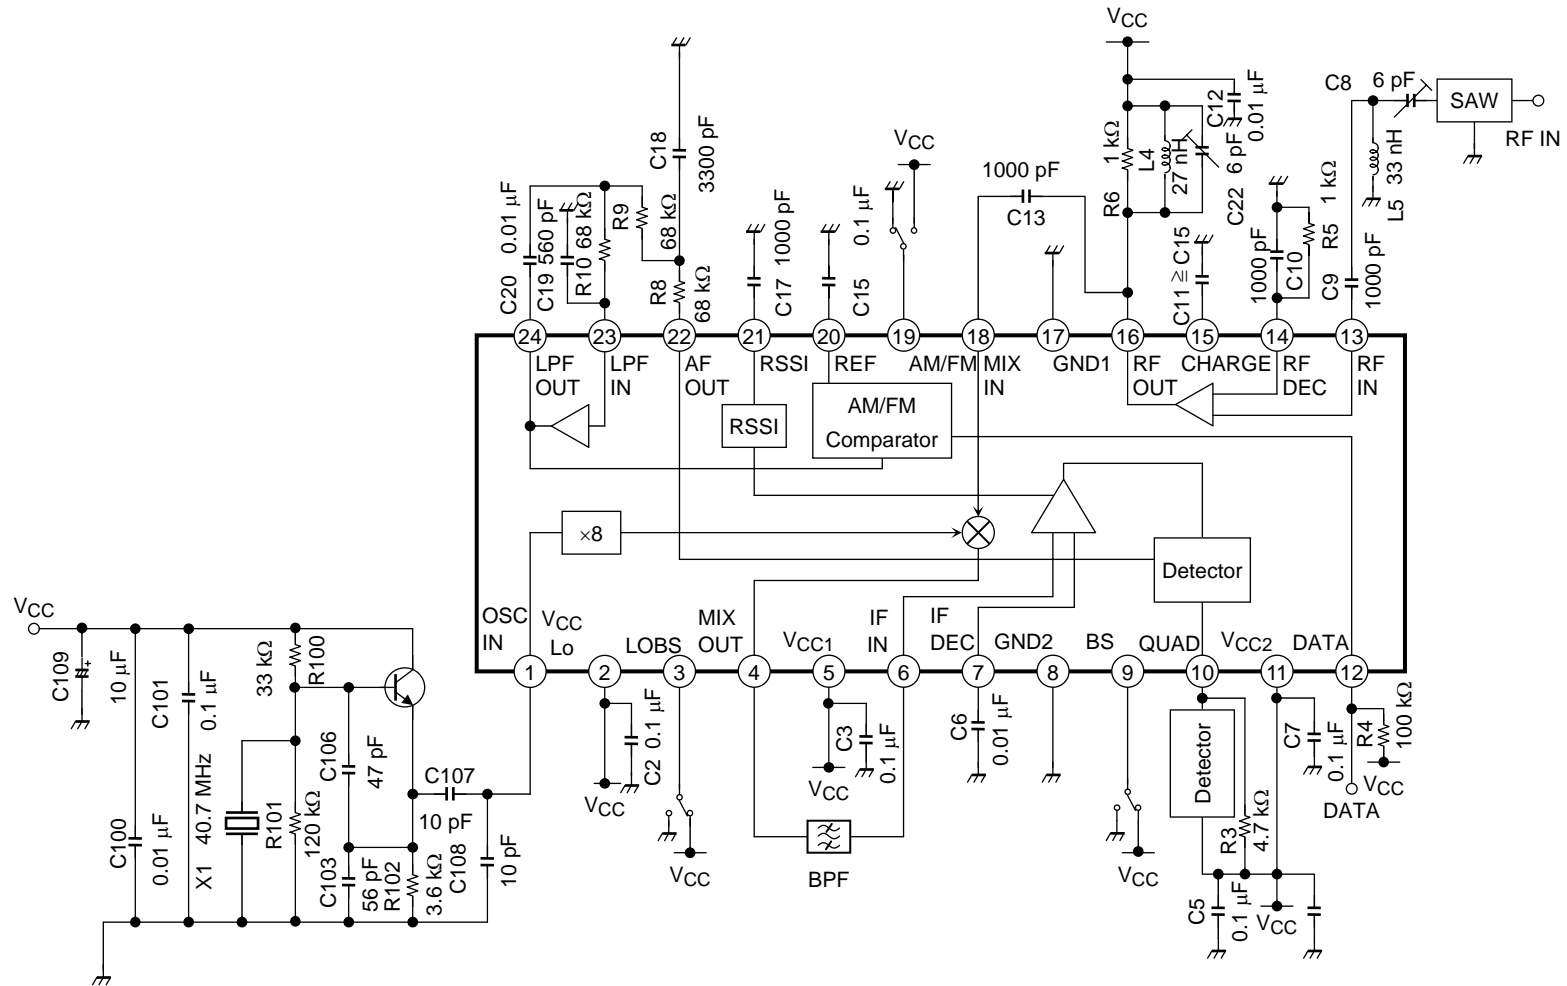 VCC
C18
3300 pF
C20
0.01 µF
C19
560 pF
R10
68 kΩ
R9
68 kΩ
R8
68 kΩ
C17
1000 pF
C15
0.1 µF
VCC
1000 pF
C13
R6
1 kΩ
L4
27 nH
C22
6 pF
C12
0.01 µF
C11 ≥ C15
1000 pF
C10
R5
1 kΩ
C9
1000 pF
C8
6 pF
SAW
RF IN
L5
33 nH
24
23
22
21
20
19
18
17
16
15
14
13
LPF
OUT
LPF
IN
AF
OUT
RSSI
REF
AM/FM
MIX
IN
GND1
RF
OUT
CHARGE
RF
DEC
RF
IN
RSSI
AM/FM
Comparator
×8
Detector
OSC
IN
VCC
Lo
LOBS
MIX
OUT
VCC1
IF
IN
IF
DEC
GND2
BS
QUAD
VCC2
DATA
1
2
3
4
5
6
7
8
9
10
11
12
VCC
C109
10 µF
C101
0.1 µF
C100
0.01 µF
X1
40.7 MHz
33 kΩ
R100
R101
120 kΩ
C106
47 pF
C103
56 pF
R102
3.6 kΩ
C107
10 pF
C108
10 pF
C2
0.1 µF
VCC
VCC
BPF
C3
0.1 µF
VCC
C6
0.01 µF
VCC
Detector
R3
4.7 kΩ
C5
0.1 µF
VCC
C7
0.1 µF
R4
100 kΩ
VCC
DATA